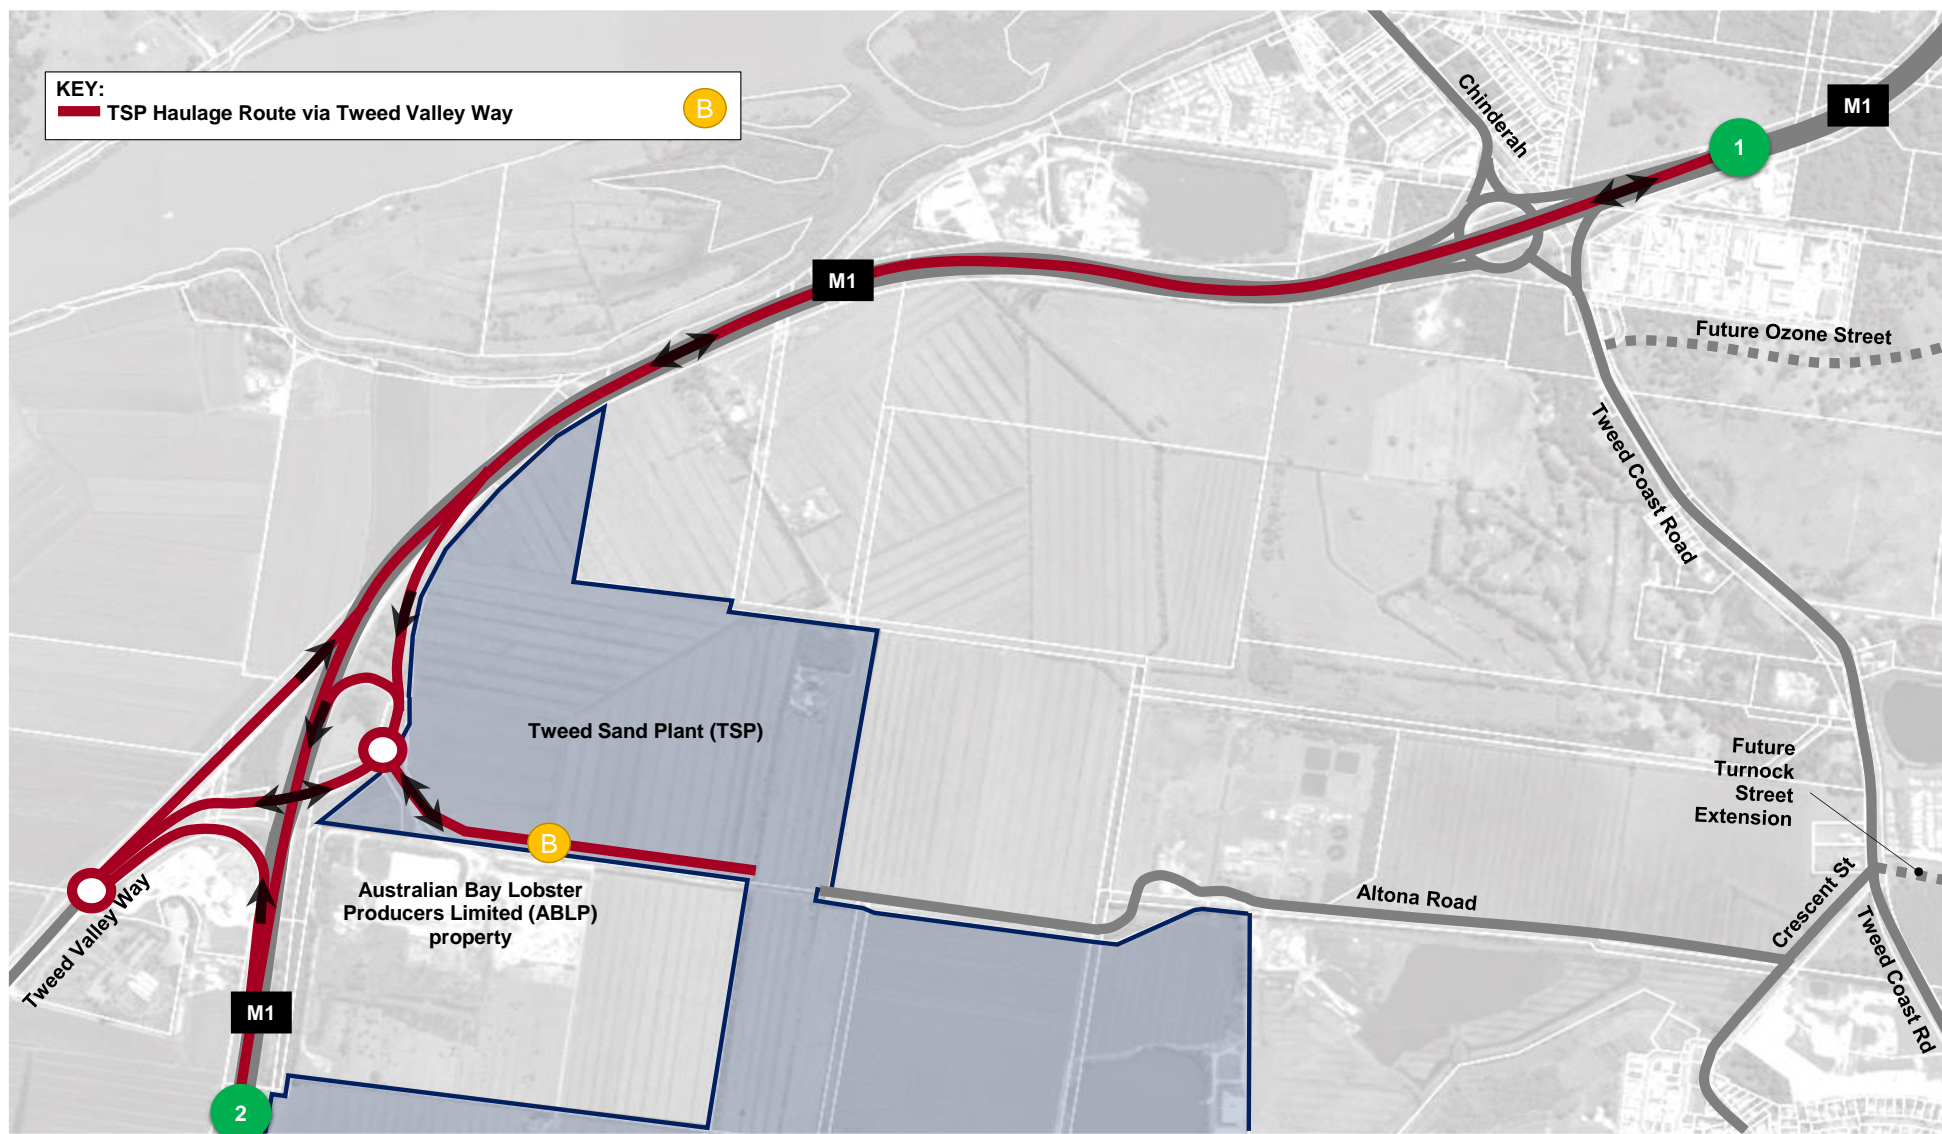 KEY:
TSP Haulage Route via Tweed Valley Way
B
M1
1
Chinderah
M1
Future Ozone Street
Tweed Coast Road
Tweed Sand Plant (TSP)
Future
Turnock
Street
Extension
B
Australian Bay Lobster
Producers Limited (ABLP)
property
Altona Road
Crescent St
Tweed Coast Rd
Tweed Valley Way
M1
2